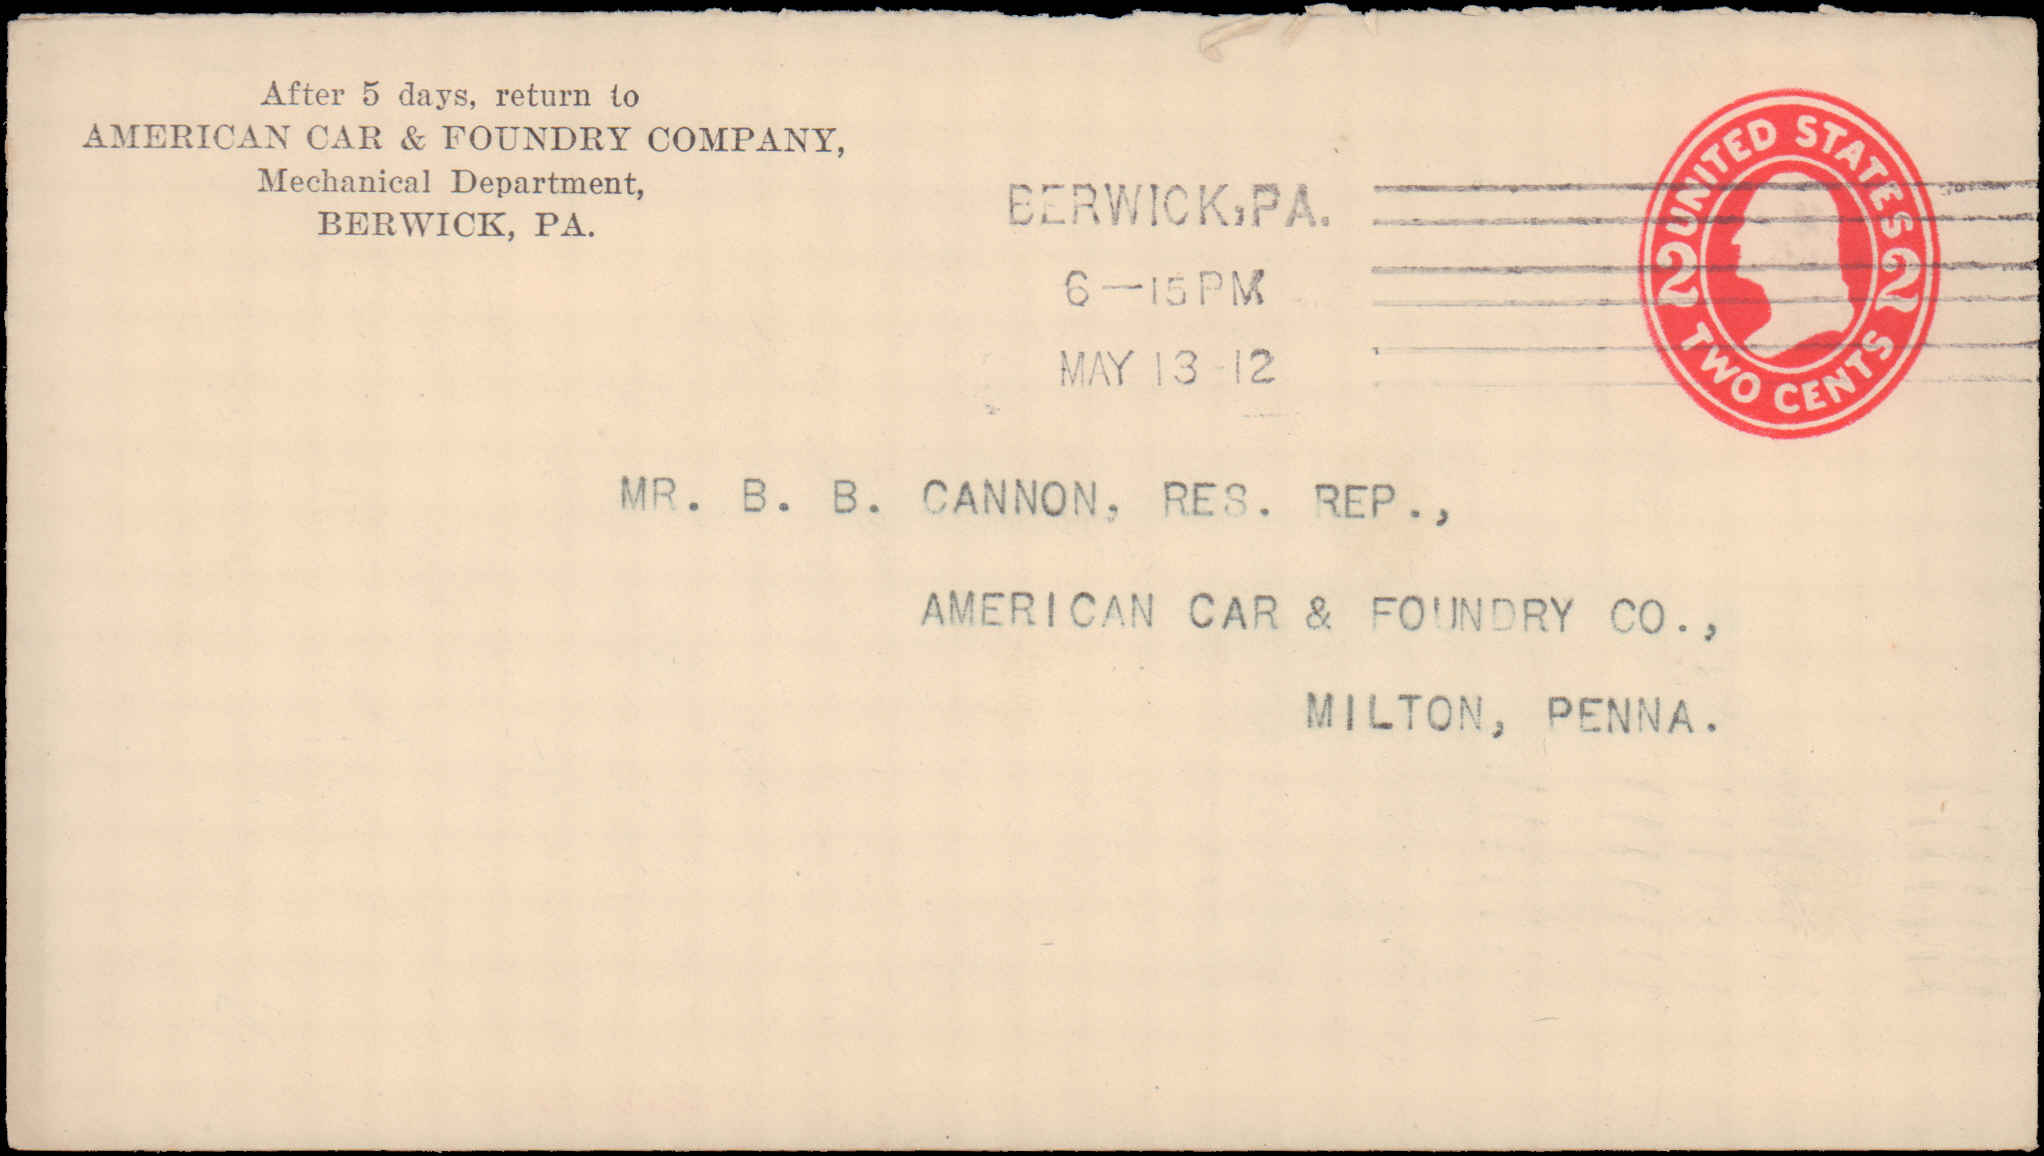 After 5 days, return to
AMERICAN CAR & FOUNDRY COMPANY,
Mechanical Department,
BERWICK, PA.
BERWICK, PA.
6—15 PM
MAY 13-12
UNITED STATES
2 2
TWO CENTS
MR. B. B. CANNON, RES. REP.,
AMERICAN CAR & FOUNDRY CO.,
MILTON, PENNA.